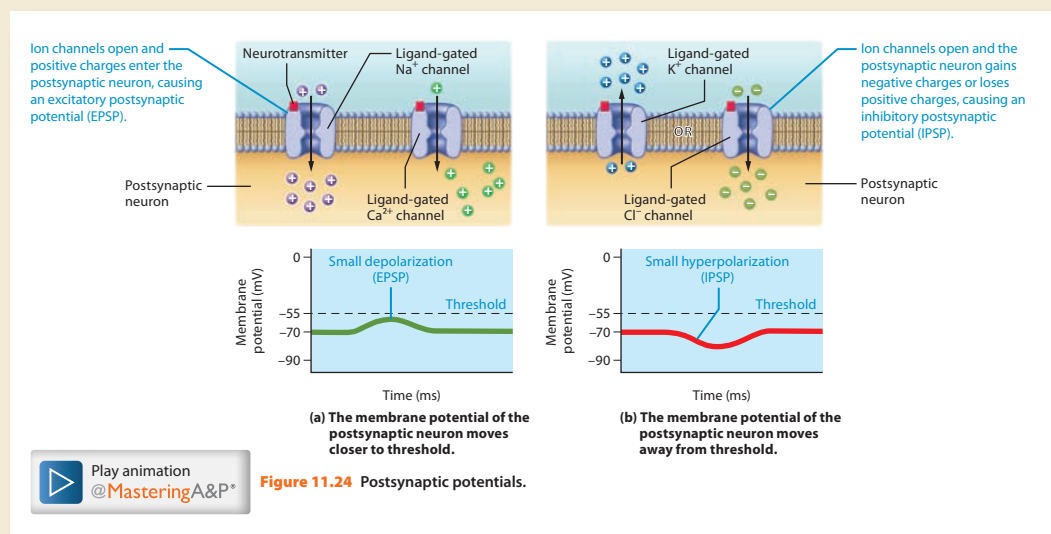 Ion channels open and
positive charges enter the
postsynaptic neuron, causing
an excitatory postsynaptic
potential (EPSP).
Neurotransmitter
Ligand-gated
Na⁺ channel
Postsynaptic
neuron
Ligand-gated
Ca²⁺ channel
Ligand-gated
K⁺ channel
OR
Ligand-gated
Cl⁻ channel
Ion channels open and the
postsynaptic neuron gains
negative charges or loses
positive charges, causing an
inhibitory postsynaptic
potential (IPSP).
Postsynaptic
neuron
Membrane
potential (mV)
0
–55
–70
–90
Small depolarization
(EPSP)
Threshold
Time (ms)
(a) The membrane potential of the
postsynaptic neuron moves
closer to threshold.
Membrane
potential (mV)
0
–55
–70
–90
Small hyperpolarization
(IPSP)
Threshold
Time (ms)
(b) The membrane potential of the
postsynaptic neuron moves
away from threshold.
Play animation
@MasteringA&P®
Figure 11.24 Postsynaptic potentials.